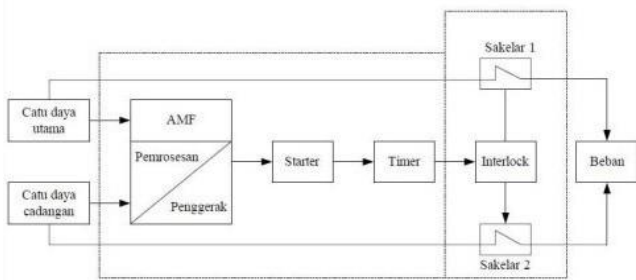 Sakelar 1
Catu daya
utama
AMF
Pemrosesan
Penggerak
Starter
Timer
Interlock
Beban
Catu daya
cadangan
Sakelar 2